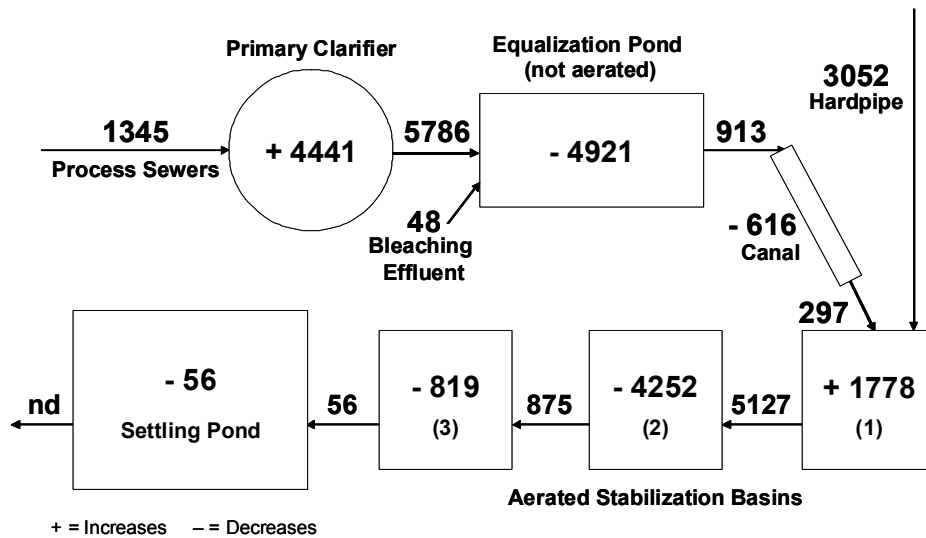 Primary Clarifier
Equalization Pond
(not aerated)
3052
Hardpipe
1345
Process Sewers
+ 4441
5786
- 4921
913
48
Bleaching
Effluent
- 616
Canal
297
nd
- 56
Settling Pond
56
- 819
(3)
875
- 4252
(2)
5127
+ 1778
(1)
Aerated Stabilization Basins
+ = Increases – = Decreases